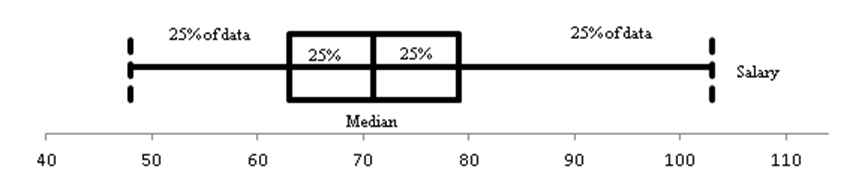 25% of data
25% of data
25%
25%
Salary
Median
40
50
60
70
80
90
100
110